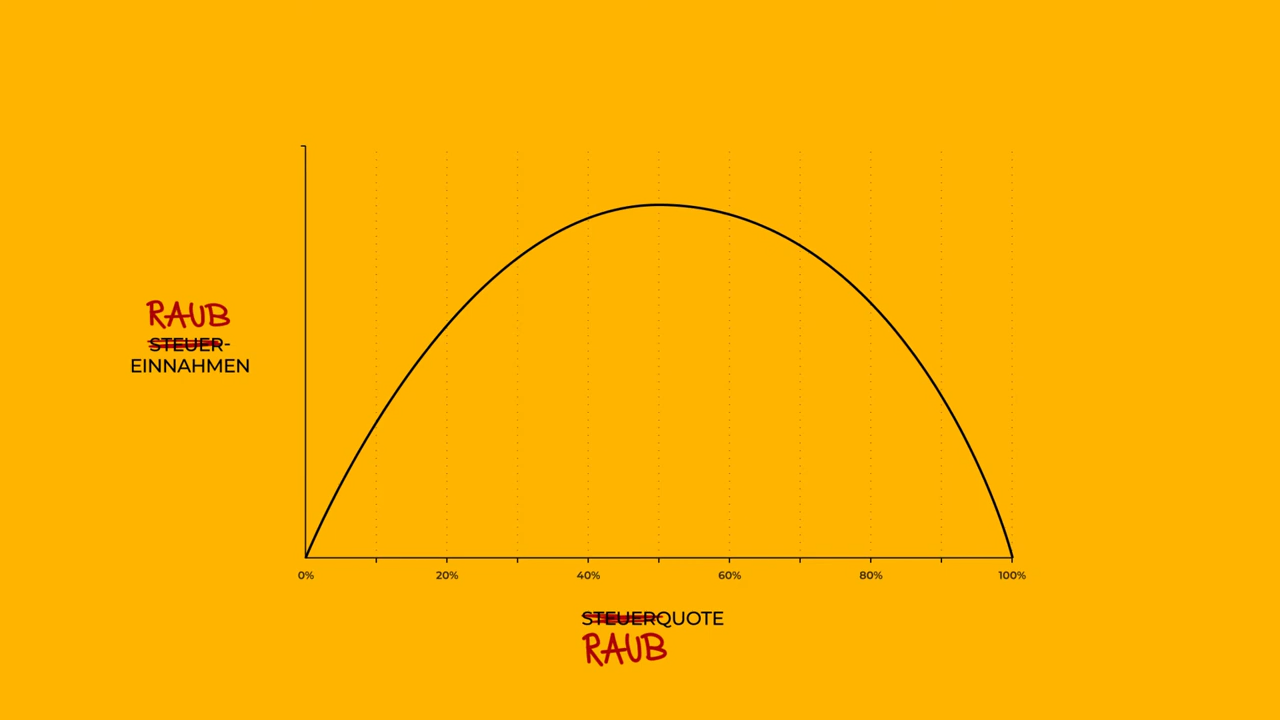 RAUB
STEUER-
EINNAHMEN
0%
20%
40%
60%
80%
100%
STEUERQUOTE
RAUB